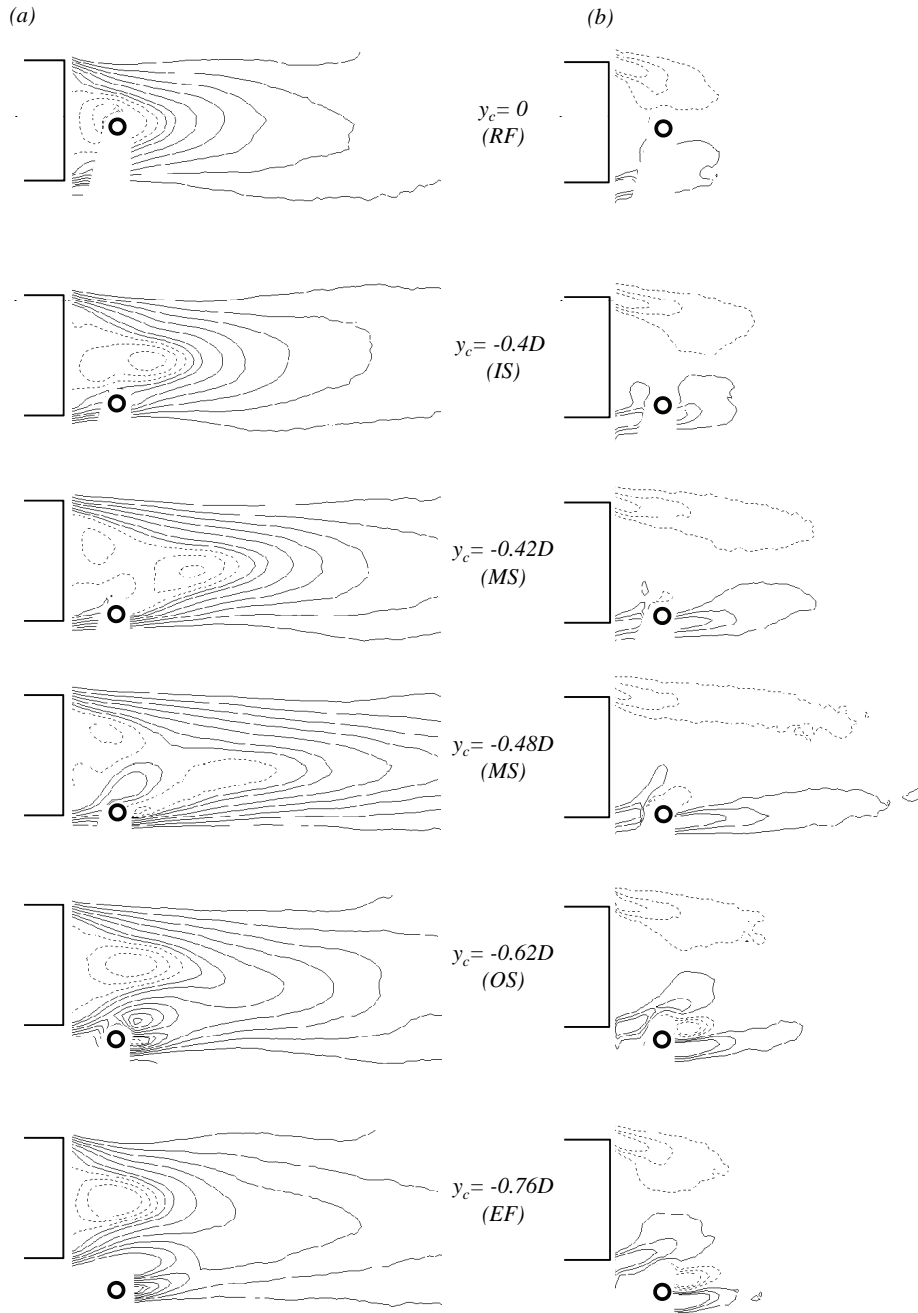 (a) (b)
y_c= 0
(RF)
y_c= -0.4D
(IS)
y_c= -0.42D
(MS)
y_c= -0.48D
(MS)
y_c= -0.62D
(OS)
y_c= -0.76D
(EF)